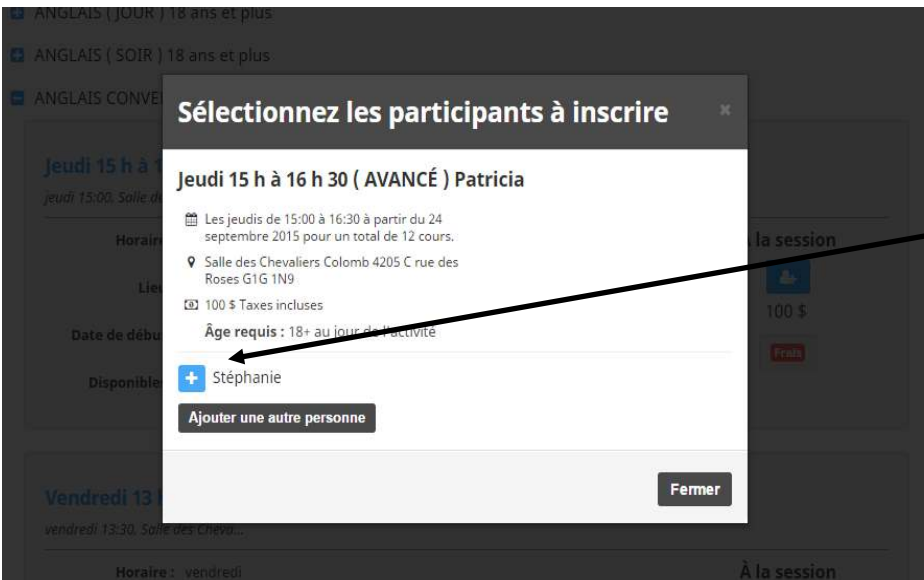 ANGLAIS ( JOUR ) 18 ans et plus
ANGLAIS ( SOIR ) 18 ans et plus
ANGLAIS CONVE
Sélectionnez les participants à inscrire
×
Jeudi 15 h à 1
jeudi 15:00, Salle de
Horaire
Lieu
Date de débu
Disponible
Jeudi 15 h à 16 h 30 ( AVANCÉ ) Patricia
Les jeudis de 15:00 à 16:30 à partir du 24
septembre 2015 pour un total de 12 cours.
Salle des Chevaliers Colomb 4205 C rue des
Roses G1G 1N9
100 $ Taxes incluses
Âge requis : 18+ au jour de l'activité
+ Stéphanie
Ajouter une autre personne
Fermer
la session
100 $
Frais
Vendredi 13 h
vendredi 13:30, Salle des Cheva...
Horaire : vendredi
À la session